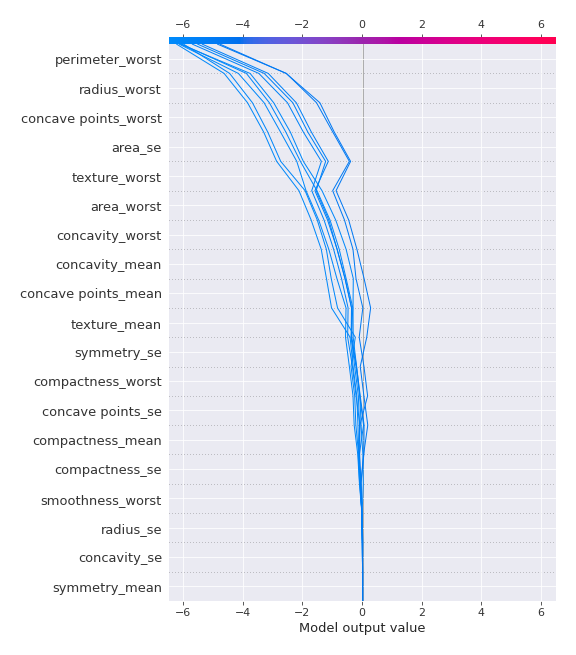 −6 −4 −2 0 2 4 6
perimeter_worst
radius_worst
concave points_worst
area_se
texture_worst
area_worst
concavity_worst
concavity_mean
concave points_mean
texture_mean
symmetry_se
compactness_worst
concave points_se
compactness_mean
compactness_se
smoothness_worst
radius_se
concavity_se
symmetry_mean
−6 −4 −2 0 2 4 6
Model output value